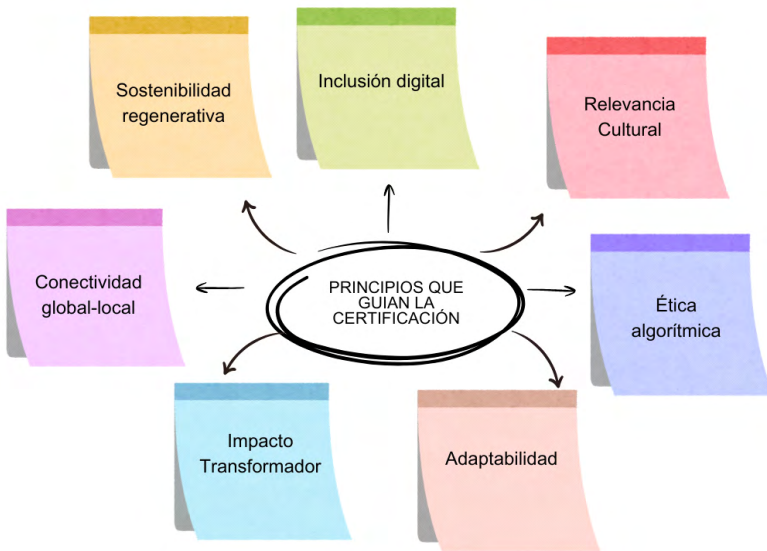 Sostenibilidad
regenerativa
Inclusión digital
Relevancia
Cultural
Conectividad
global-local
PRINCIPIOS QUE
GUIAN LA
CERTIFICACIÓN
Ética
algorítmica
Impacto
Transformador
Adaptabilidad